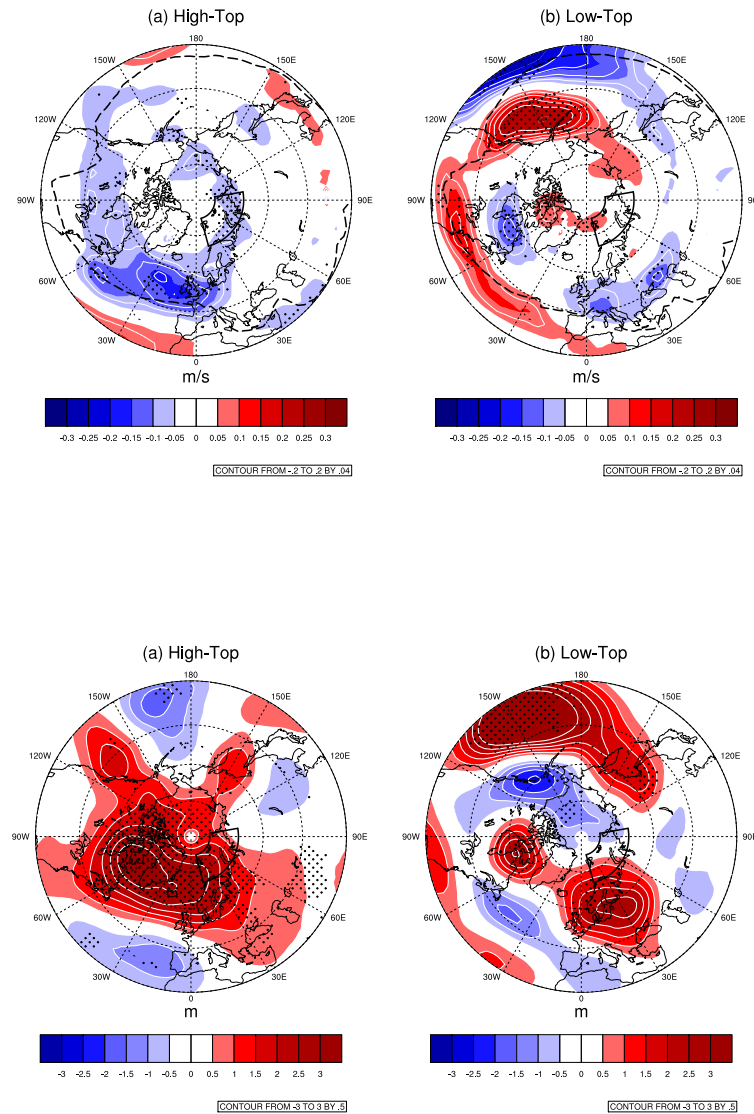 (a) High-Top
(b) Low-Top
180
180
150W
150E
150W
150E
120W
120E
120W
120E
90W
90E
90W
90E
60W
60E
60W
60E
30W
30E
30W
30E
0
0
m/s
m/s
-0.3 -0.25 -0.2 -0.15 -0.1 -0.05 0 0.05 0.1 0.15 0.2 0.25 0.3
-0.3 -0.25 -0.2 -0.15 -0.1 -0.05 0 0.05 0.1 0.15 0.2 0.25 0.3
CONTOUR FROM -.2 TO .2 BY .04
CONTOUR FROM -.2 TO .2 BY .04
(a) High-Top
(b) Low-Top
180
180
150W
150E
150W
150E
120W
120E
120W
120E
90W
90E
90W
90E
60W
60E
60W
60E
30W
30E
30W
30E
0
0
m
m
-3 -2.5 -2 -1.5 -1 -0.5 0 0.5 1 1.5 2 2.5 3
-3 -2.5 -2 -1.5 -1 -0.5 0 0.5 1 1.5 2 2.5 3
CONTOUR FROM -3 TO 3 BY .5
CONTOUR FROM -3 TO 3 BY .5